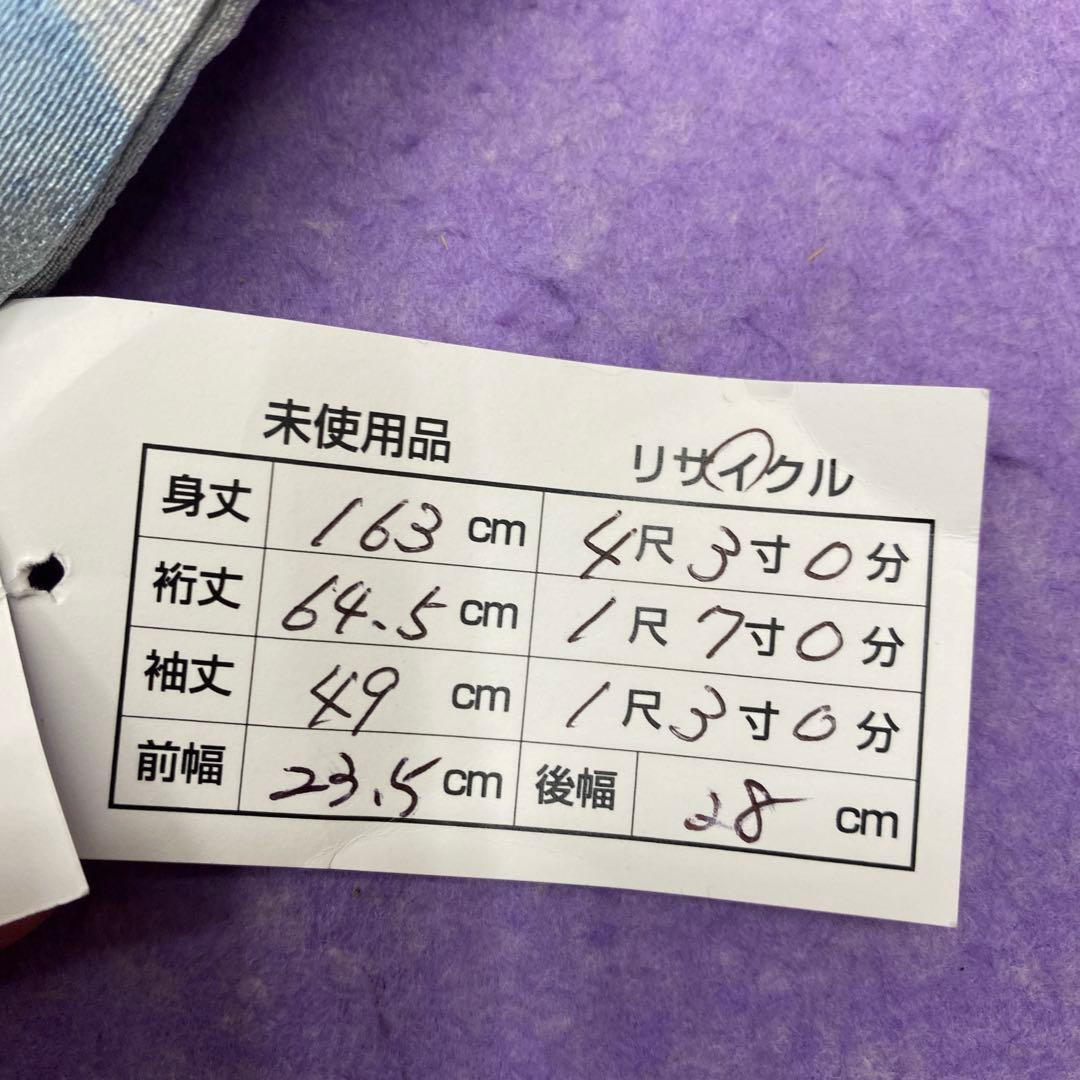 未使用品 リサイクル
身丈 163 cm 4尺3寸0分
裄丈 64.5 cm 1尺7寸0分
袖丈 49 cm 1尺3寸0分
前幅 23.5 cm 後幅 28 cm